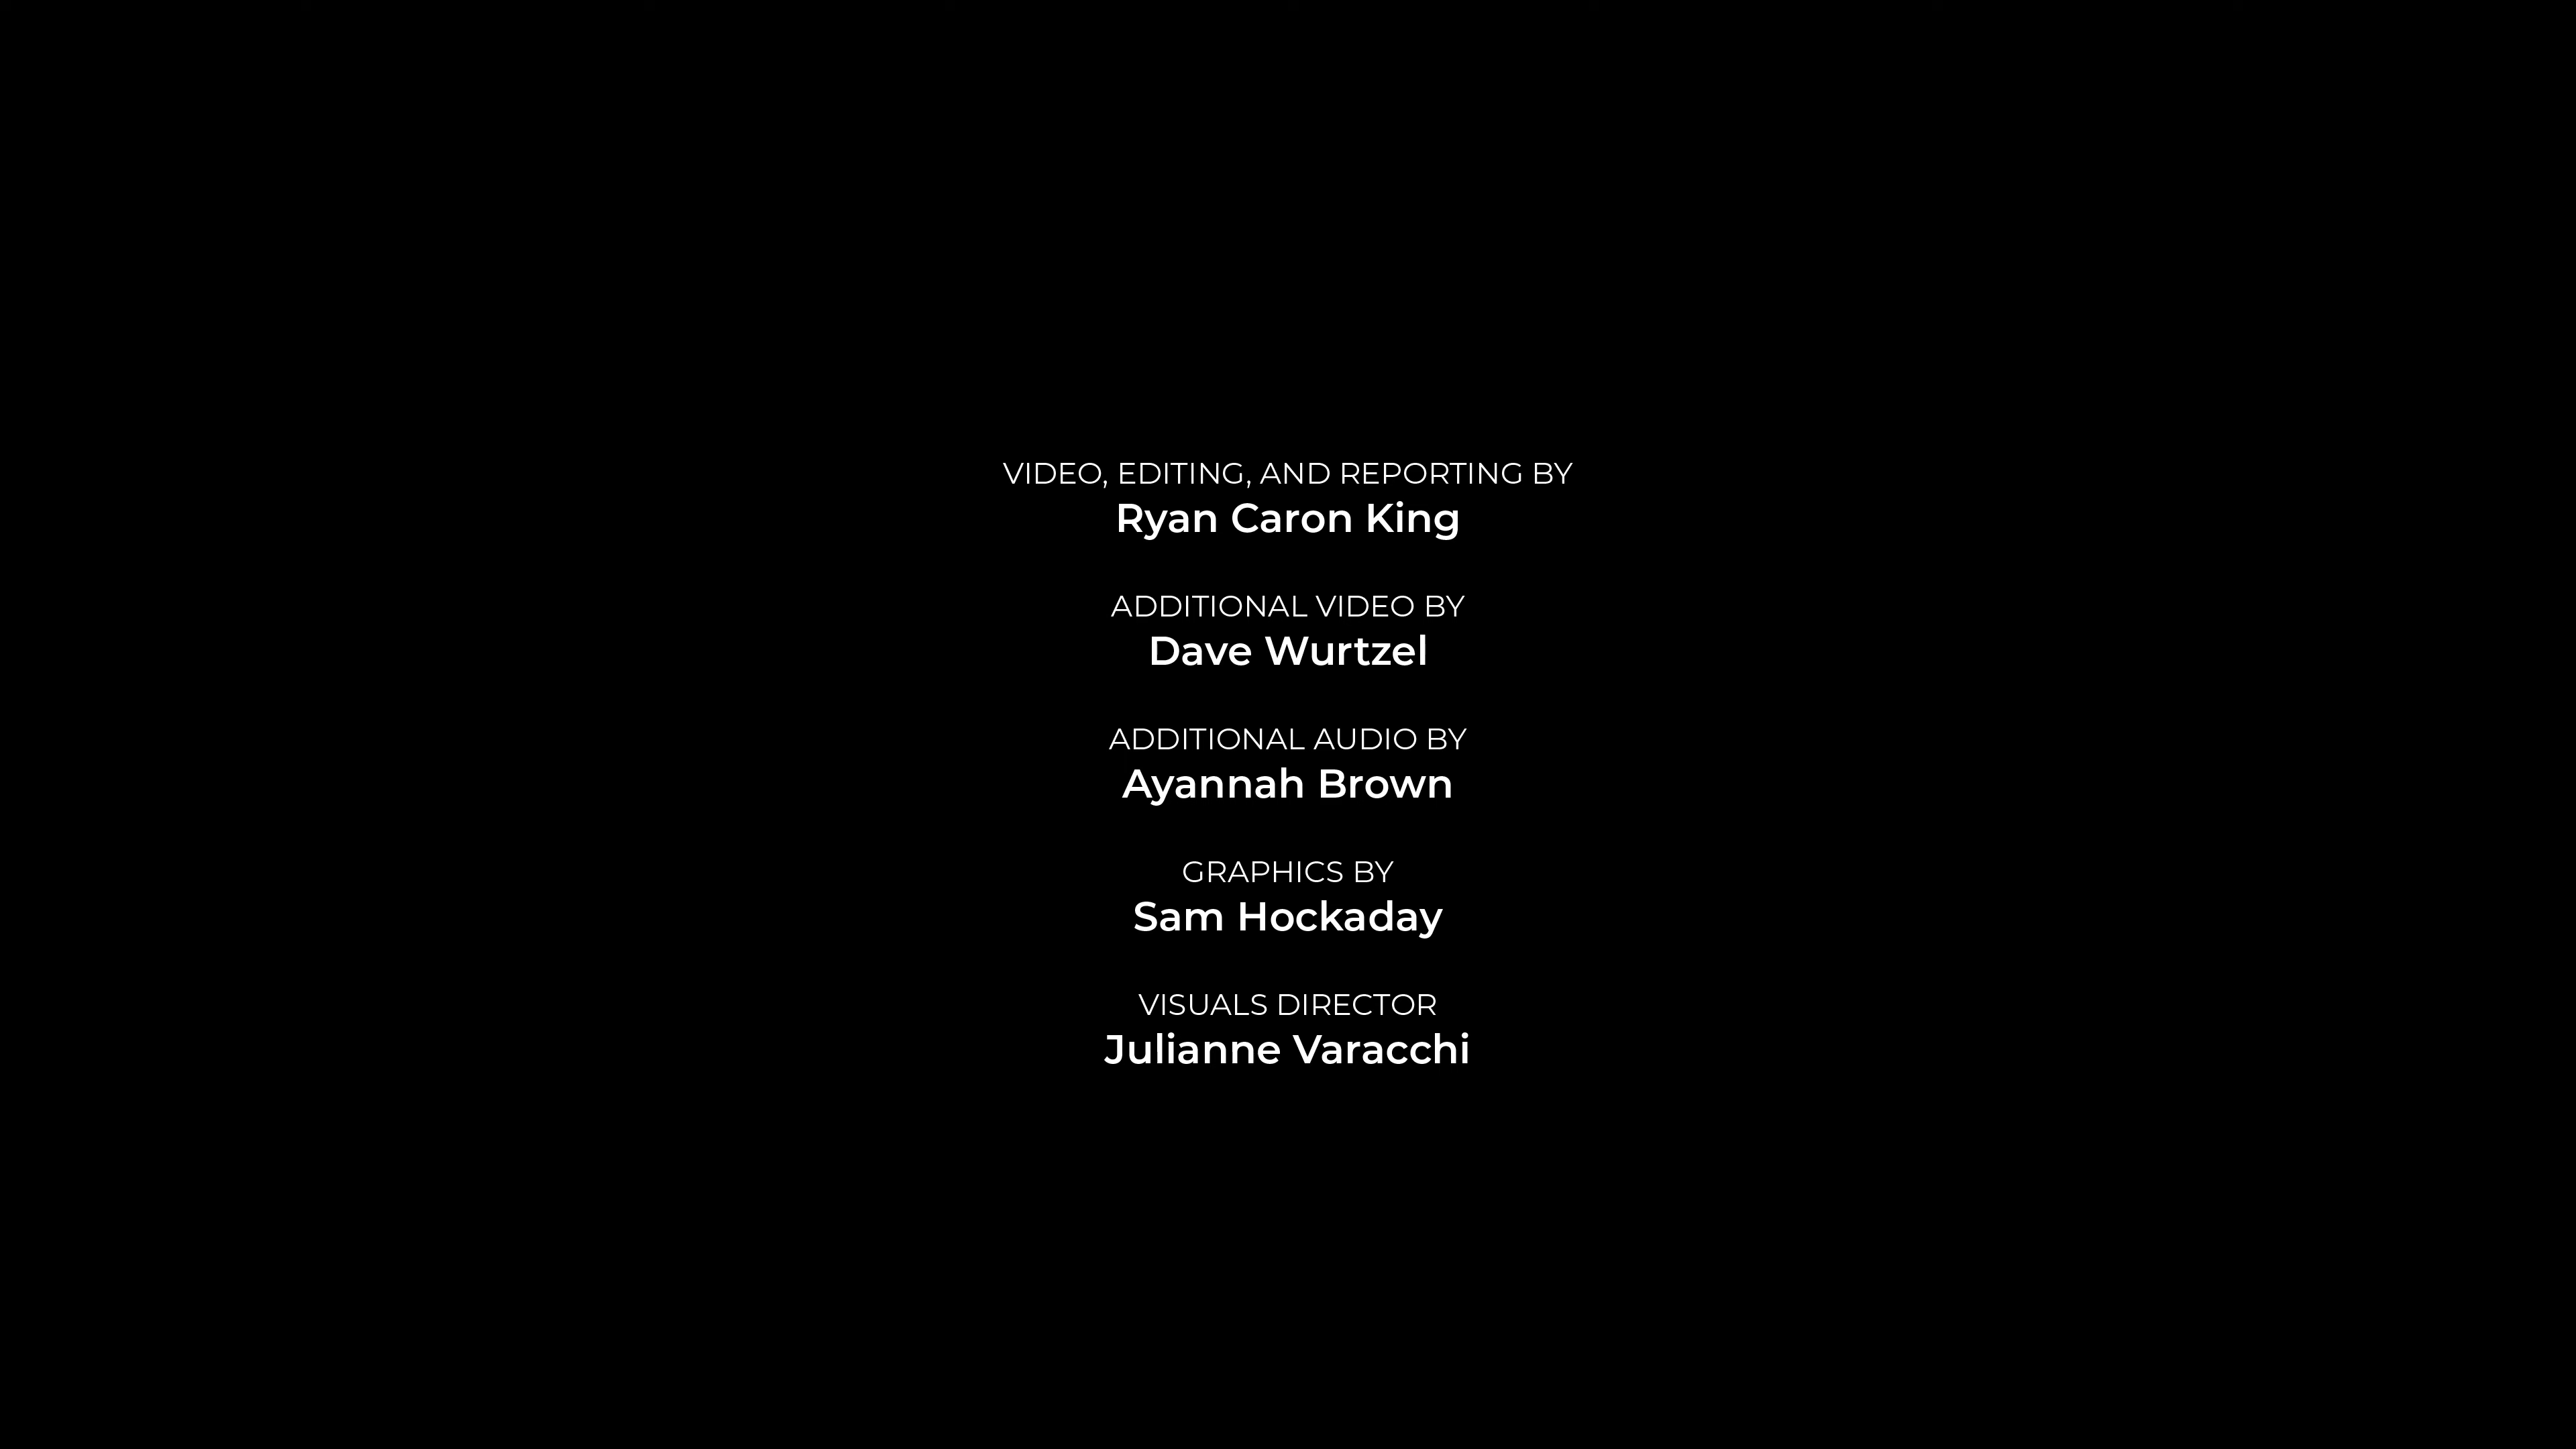 VIDEO, EDITING, AND REPORTING BY
Ryan Caron King
ADDITIONAL VIDEO BY
Dave Wurtzel
ADDITIONAL AUDIO BY
Ayannah Brown
GRAPHICS BY
Sam Hockaday
VISUALS DIRECTOR
Julianne Varacchi